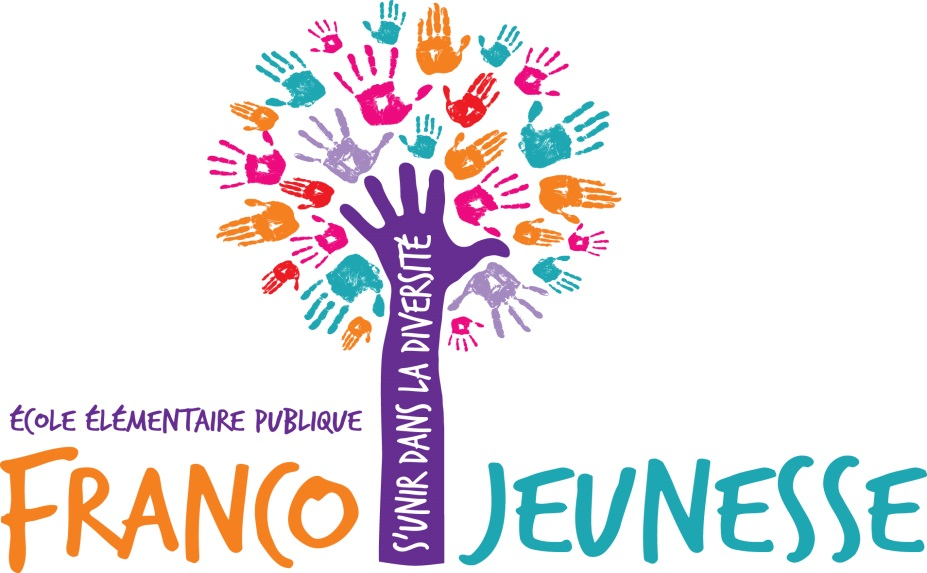 S'UNIR DANS LA DIVERSITÉ
ÉCOLE ÉLÉMENTAIRE PUBLIQUE
FRANCO JEUNESSE